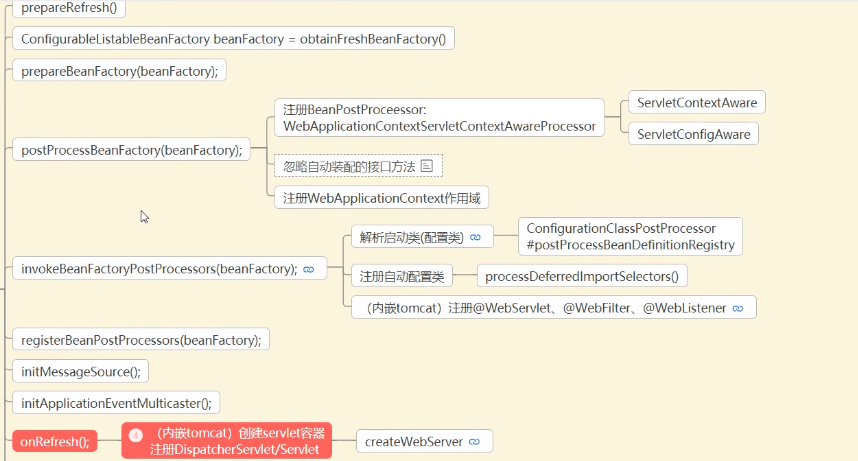 prepareRefresh()
ConfigurableListableBeanFactory beanFactory = obtainFreshBeanFactory()
prepareBeanFactory(beanFactory);
postProcessBeanFactory(beanFactory);
注册BeanPostProceessor:
WebApplicationContextServletContextAwareProcessor
ServletContextAware
ServletConfigAware
忽略自动装配的接口方法
注册WebApplicationContext作用域
invokeBeanFactoryPostProcessors(beanFactory);
解析启动类(配置类)
ConfigurationClassPostProcessor
#postProcessBeanDefinitionRegistry
注册自动配置类
processDeferredImportSelectors()
（内嵌tomcat）注册@WebServlet、@WebFilter、@WebListener
registerBeanPostProcessors(beanFactory);
initMessageSource();
initApplicationEventMulticaster();
onRefresh();
4 （内嵌tomcat）创建servlet容器
注册DispatcherServlet/Servlet
createWebServer